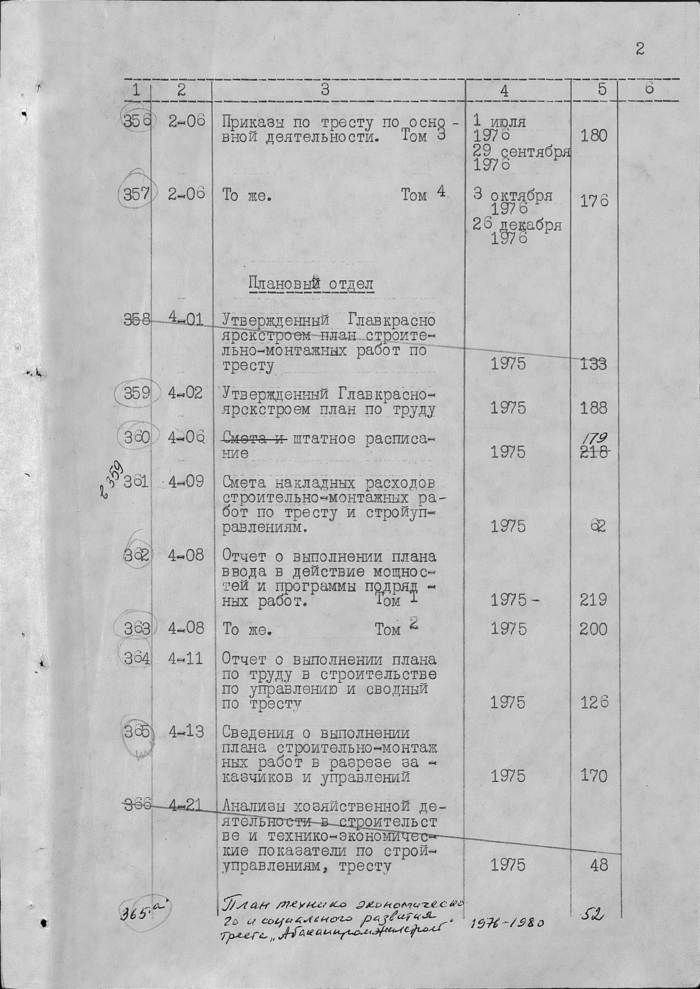 2
1 2 3 4 5 6
356 2-06 Приказы по тресту по основ- 1 июля
вной деятельности. Том 3 1976 180
29 сентября
1976
357 2-06 То же. Том 4 3 октября 176
1976
26 декабря
1976
Плановый отдел
358 4-01 Утвержденный Главкрасно
ярскстроем план строите-
льно-монтажных работ по
тресту 1975 133
359 4-02 Утвержденный Главкрасно-
ярскстроем план по труду 1975 188
360 4-06 Смета и штатное расписа- 179
ние 1975 218
с 359
361 4-09 Смета накладных расходов
строительно-монтажных ра-
бот по тресту и стройуп-
равлениям. 1975 62
362 4-08 Отчет о выполнении плана
ввода в действие мощнос-
тей и программы подряд -
ных работ. Том 1 1975- 219
363 4-08 То же. Том 2 1975 200
364 4-11 Отчет о выполнении плана
по труду в строительстве
по управлению и сводный
по тресту 1975 126
365 4-13 Сведения о выполнении
плана строительно-монтаж
ных работ в разрезе за -
казчиков и управлений 1975 170
366 4-21 Анализы хозяйственной де-
ятельности в строительст
ве и технико-экономичес-
кие показатели по строй-
управлениям, тресту 1975 48
365"а" План технико экономическо
го и социального развития 52
треста „Абаканпромжилстрой" 1976-1980